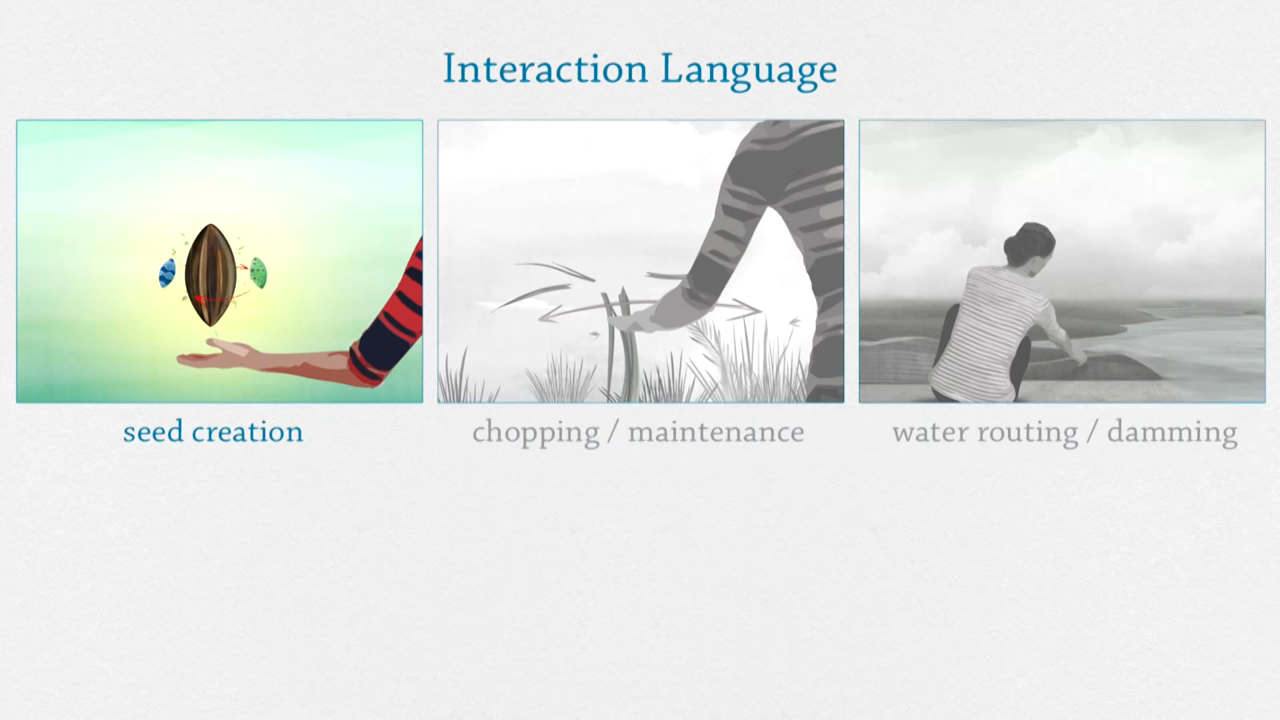 Interaction Language
seed creation
chopping / maintenance
water routing / damming